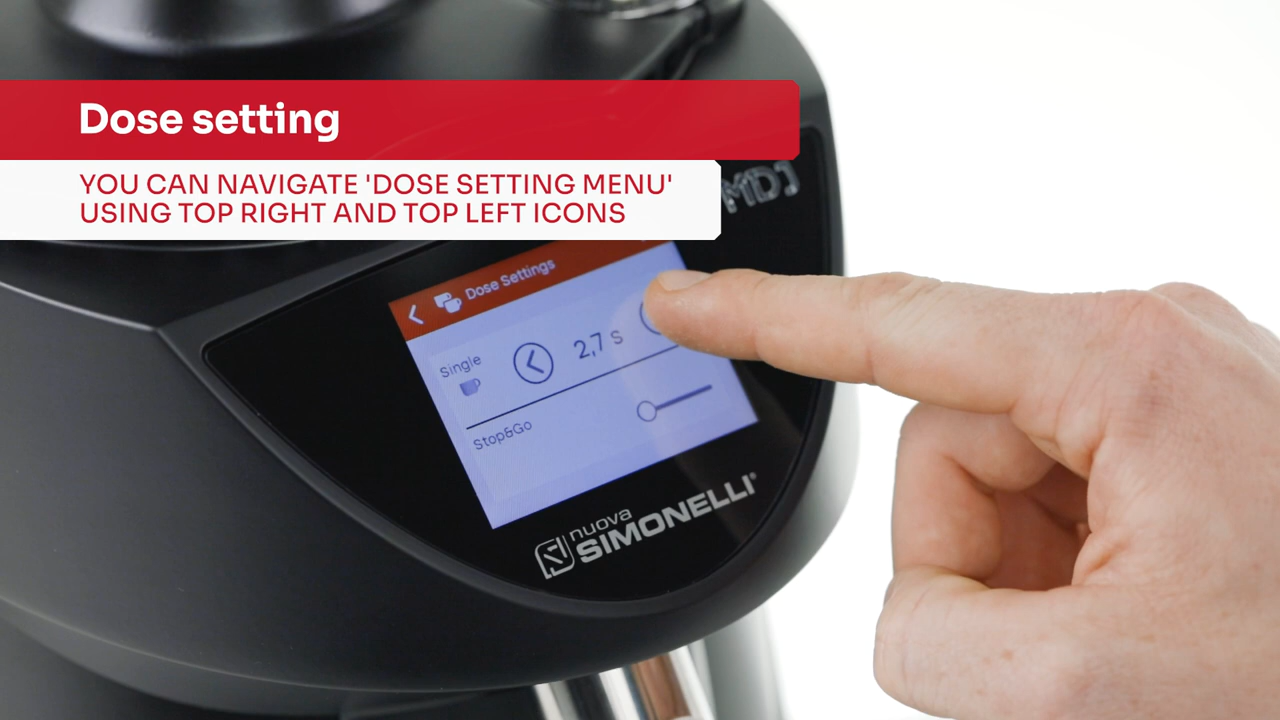 Dose setting
YOU CAN NAVIGATE 'DOSE SETTING MENU'
USING TOP RIGHT AND TOP LEFT ICONS
MDJ
Dose Settings
Single
2,7 s
Stop&Go
nuova
SIMONELLI®